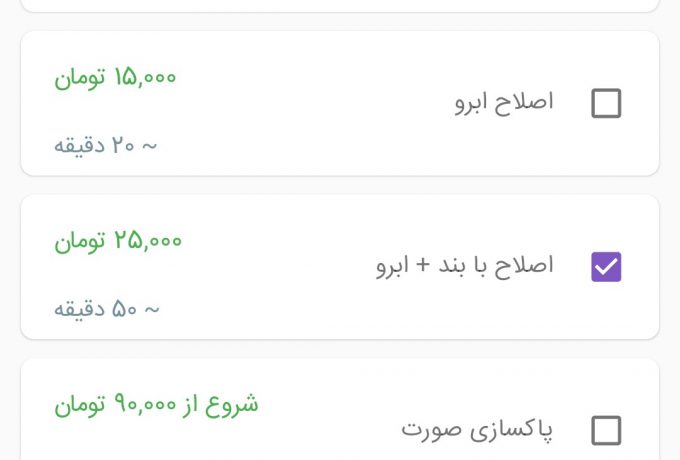 اصلاح ابرو
۱۵,۰۰۰ تومان
~ ۲۰ دقیقه
اصلاح با بند + ابرو
۲۵,۰۰۰ تومان
~ ۵۰ دقیقه
پاکسازی صورت
شروع از ۹۰,۰۰۰ تومان